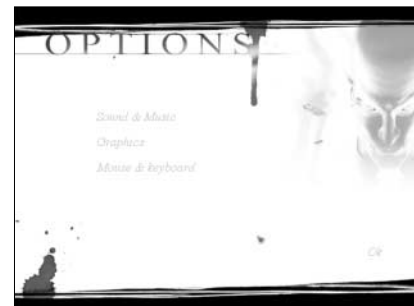 OPTIONS
Sound & Music
Graphics
Mouse & keyboard
Ok